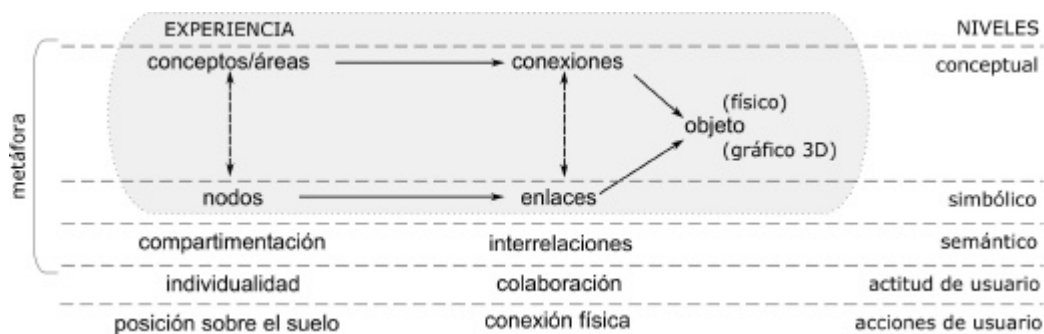 EXPERIENCIA NIVELES
conceptos/áreas conexiones conceptual
(físico)
objeto
(gráfico 3D)
metáfora
nodos enlaces simbólico
compartimentación interrelaciones semántico
individualidad colaboración actitud de usuario
posición sobre el suelo conexión física acciones de usuario